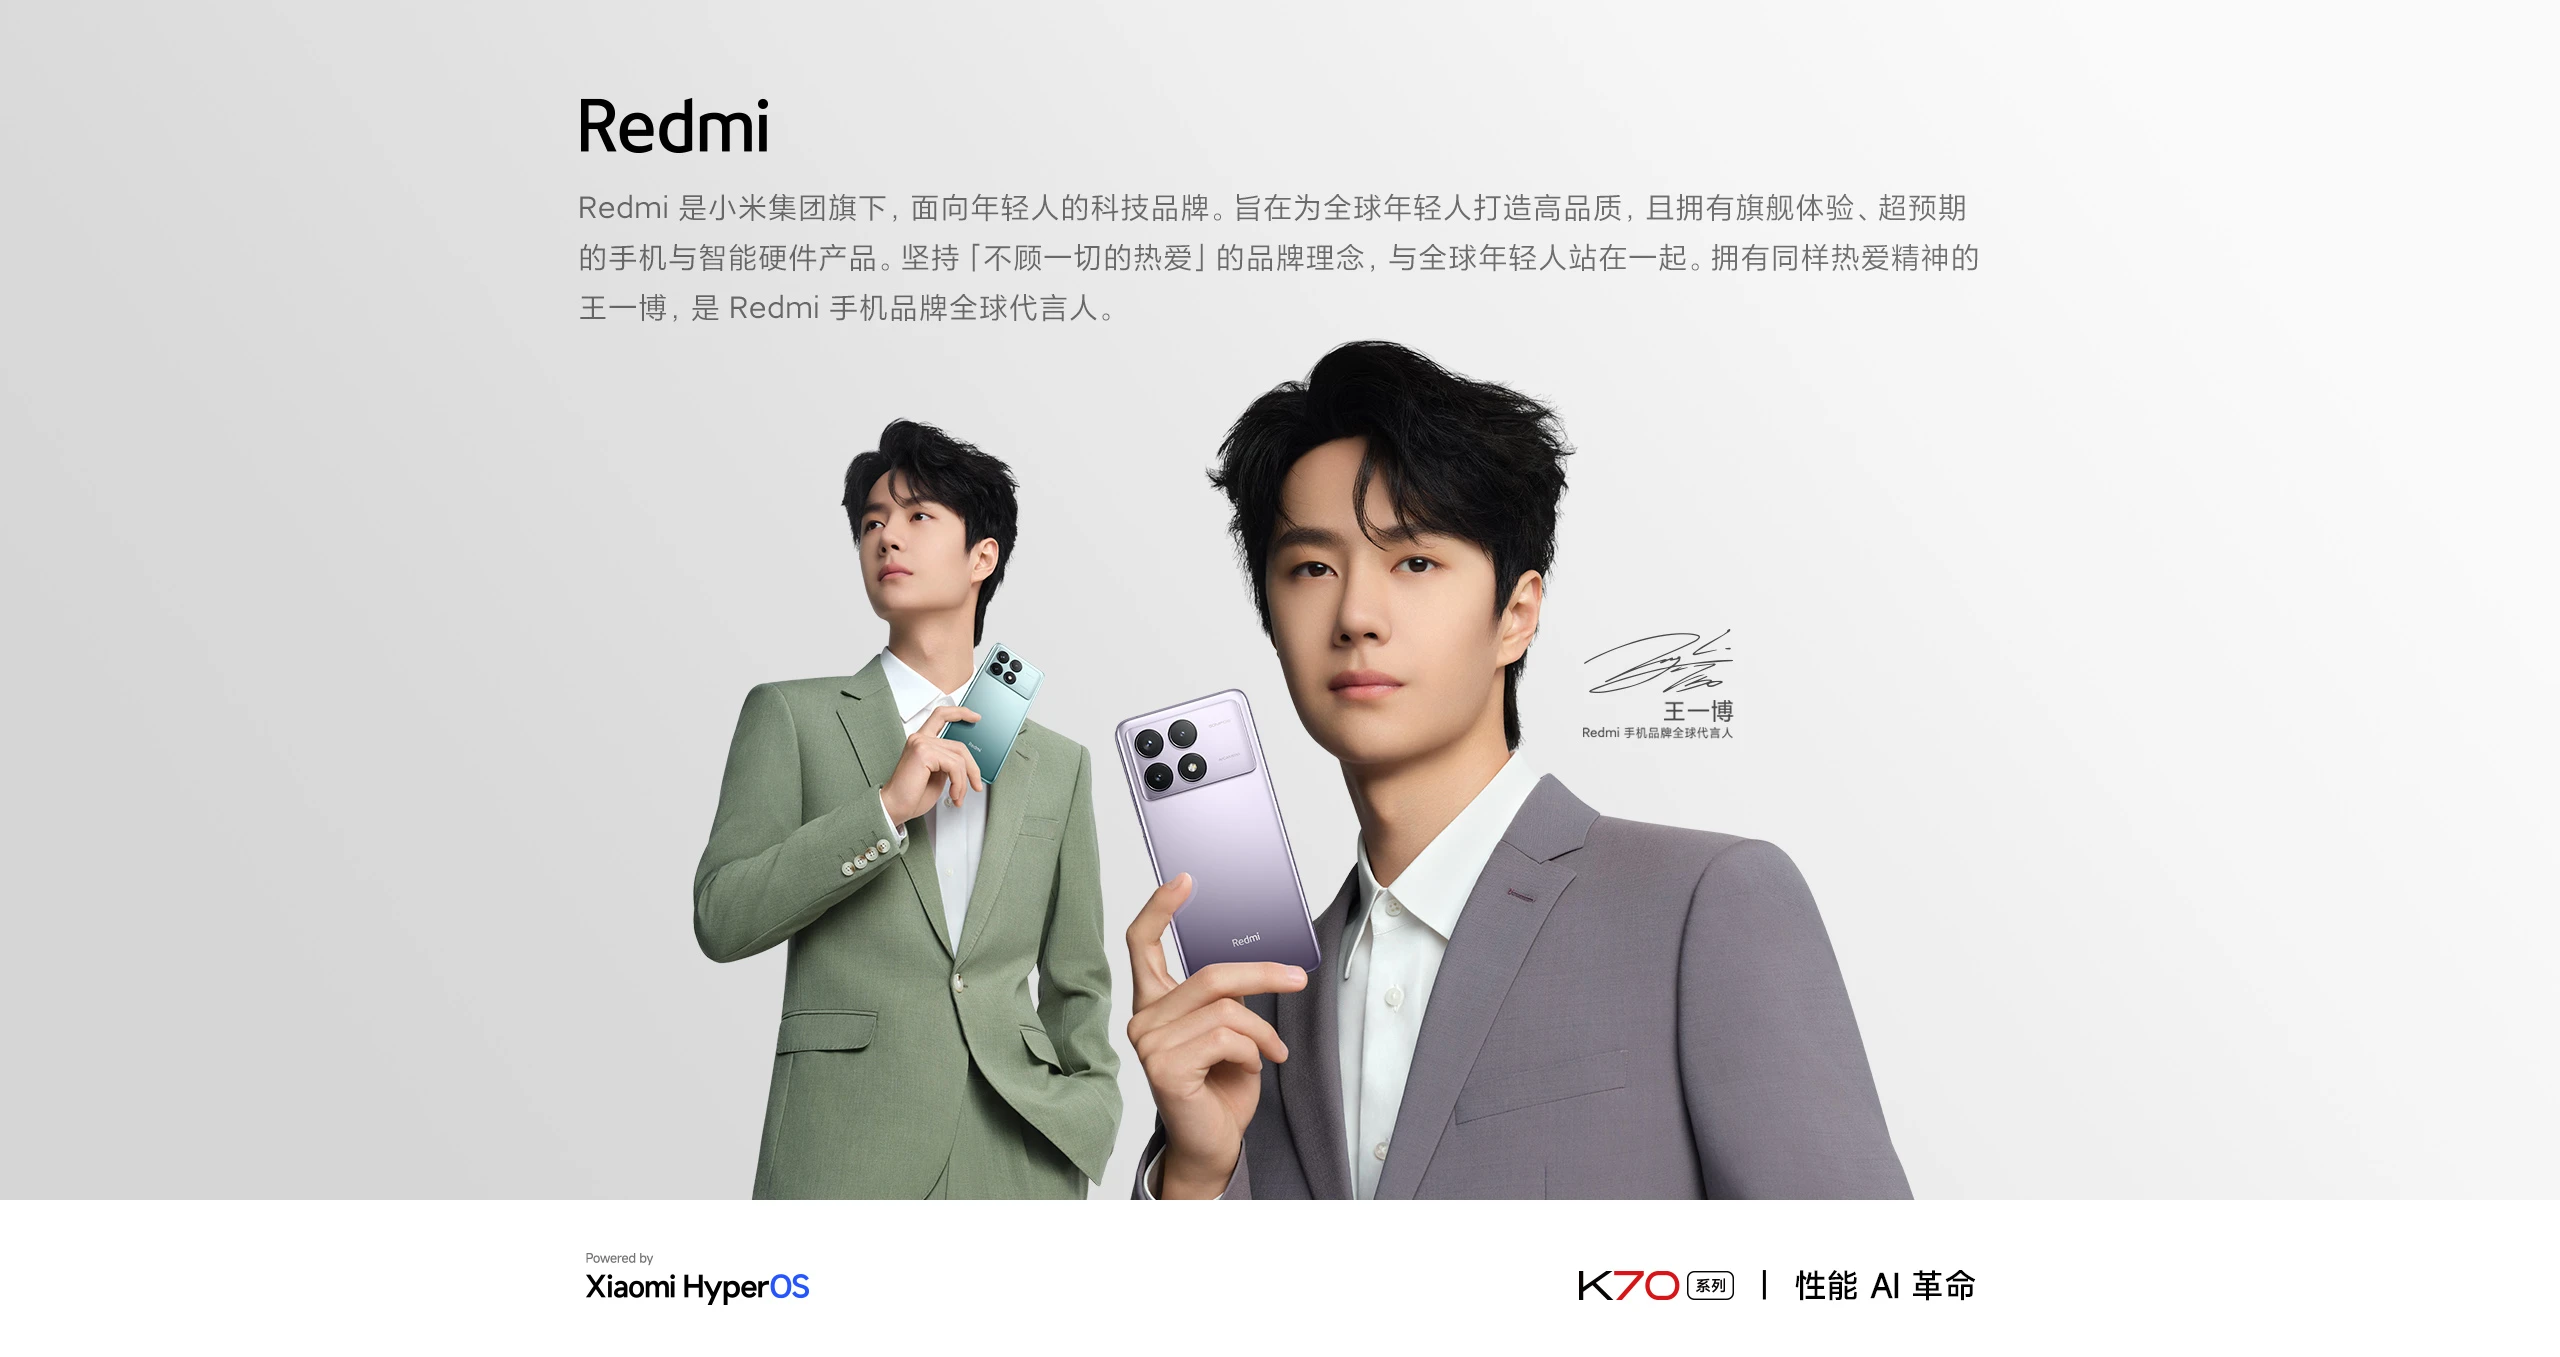 Redmi
Redmi 是小米集团旗下，面向年轻人的科技品牌。旨在为全球年轻人打造高品质，且拥有旗舰体验、超预期
的手机与智能硬件产品。坚持「不顾一切的热爱」的品牌理念，与全球年轻人站在一起。拥有同样热爱精神的
王一博，是 Redmi 手机品牌全球代言人。
王一博
Redmi 手机品牌全球代言人
Redmi
Redmi
Powered by
Xiaomi HyperOS
K70 系列 | 性能 AI 革命